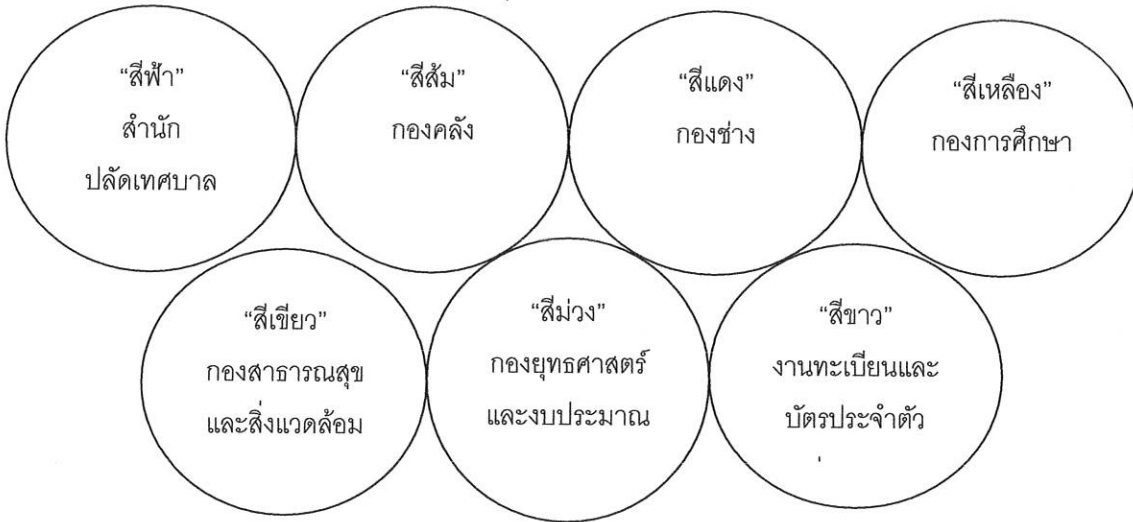 “สีฟ้า”
สำนัก
ปลัดเทศบาล
“สีส้ม”
กองคลัง
“สีแดง”
กองช่าง
“สีเหลือง”
กองการศึกษา
“สีเขียว”
กองสาธารณสุข
และสิ่งแวดล้อม
“สีม่วง”
กองยุทธศาสตร์
และงบประมาณ
“สีขาว”
งานทะเบียนและ
บัตรประจำตัว